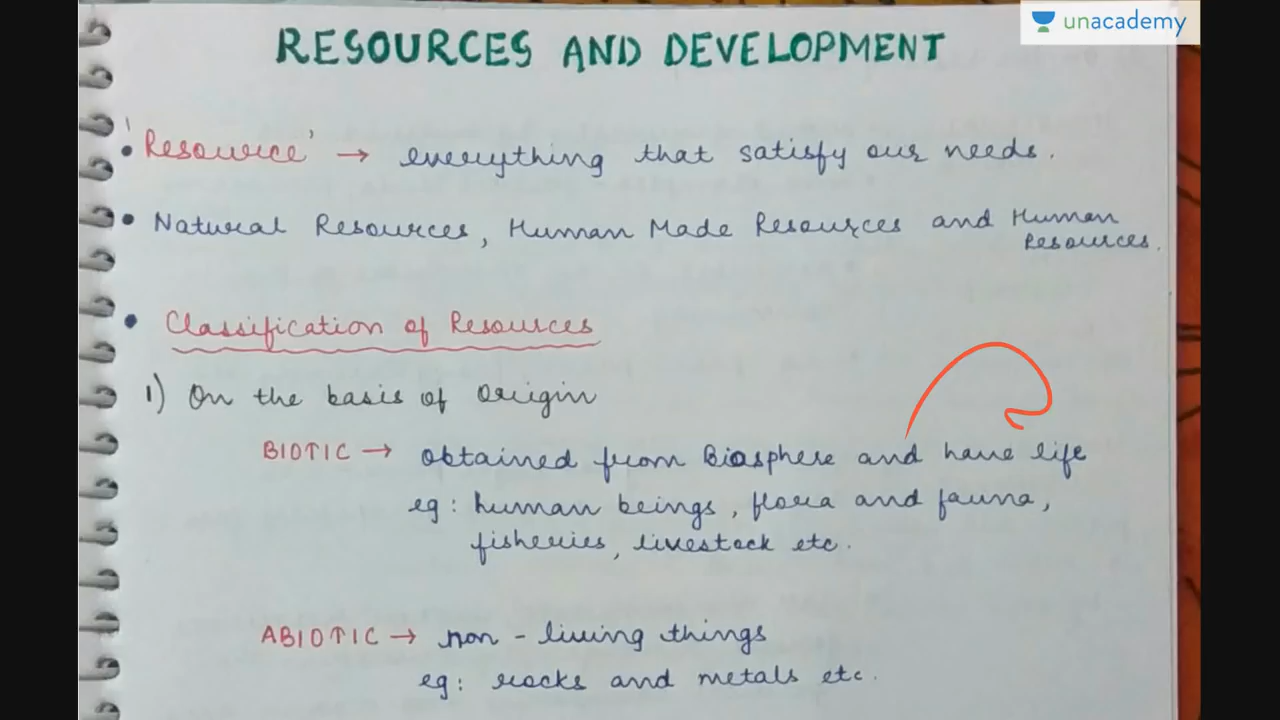 unacademy
RESOURCES AND DEVELOPMENT
• 'Resource' → everything that satisfy our needs.
• Natural Resources, Human Made Resources and Human
Resources.
• Classification of Resources
1) On the basis of Origin
BIOTIC → obtained from Biosphere and have life
eg: human beings, flora and fauna,
fisheries, livestock etc.
ABIOTIC → non-living things
eg: rocks and metals etc.